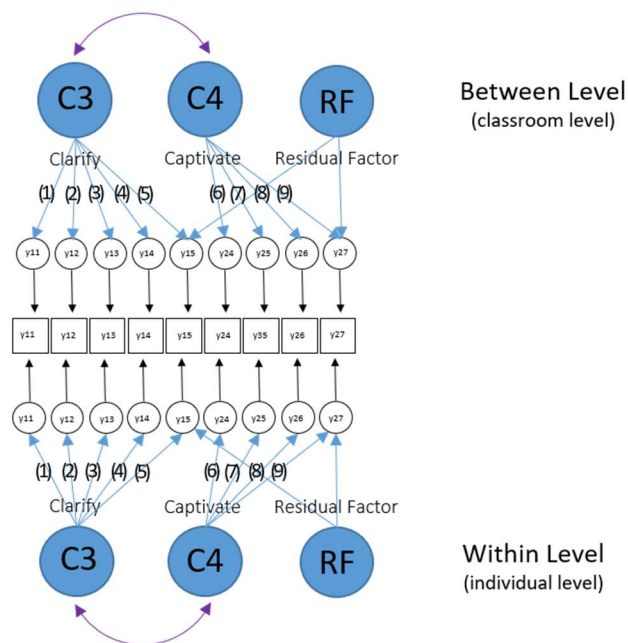 C3 C4 RF Between Level
(classroom level)
Clarify Captivate Residual Factor
(1) (2) (3) (4) (5) (6) (7) (8) (9)
y11 y12 y13 y14 y15 y24 y25 y26 y27
y11 y12 y13 y14 y15 y24 y35 y26 y27
y11 y12 y13 y14 y15 y24 y25 y26 y27
(1) (2) (3) (4) (5) (6) (7) (8) (9)
Clarify Captivate Residual Factor
C3 C4 RF Within Level
(individual level)